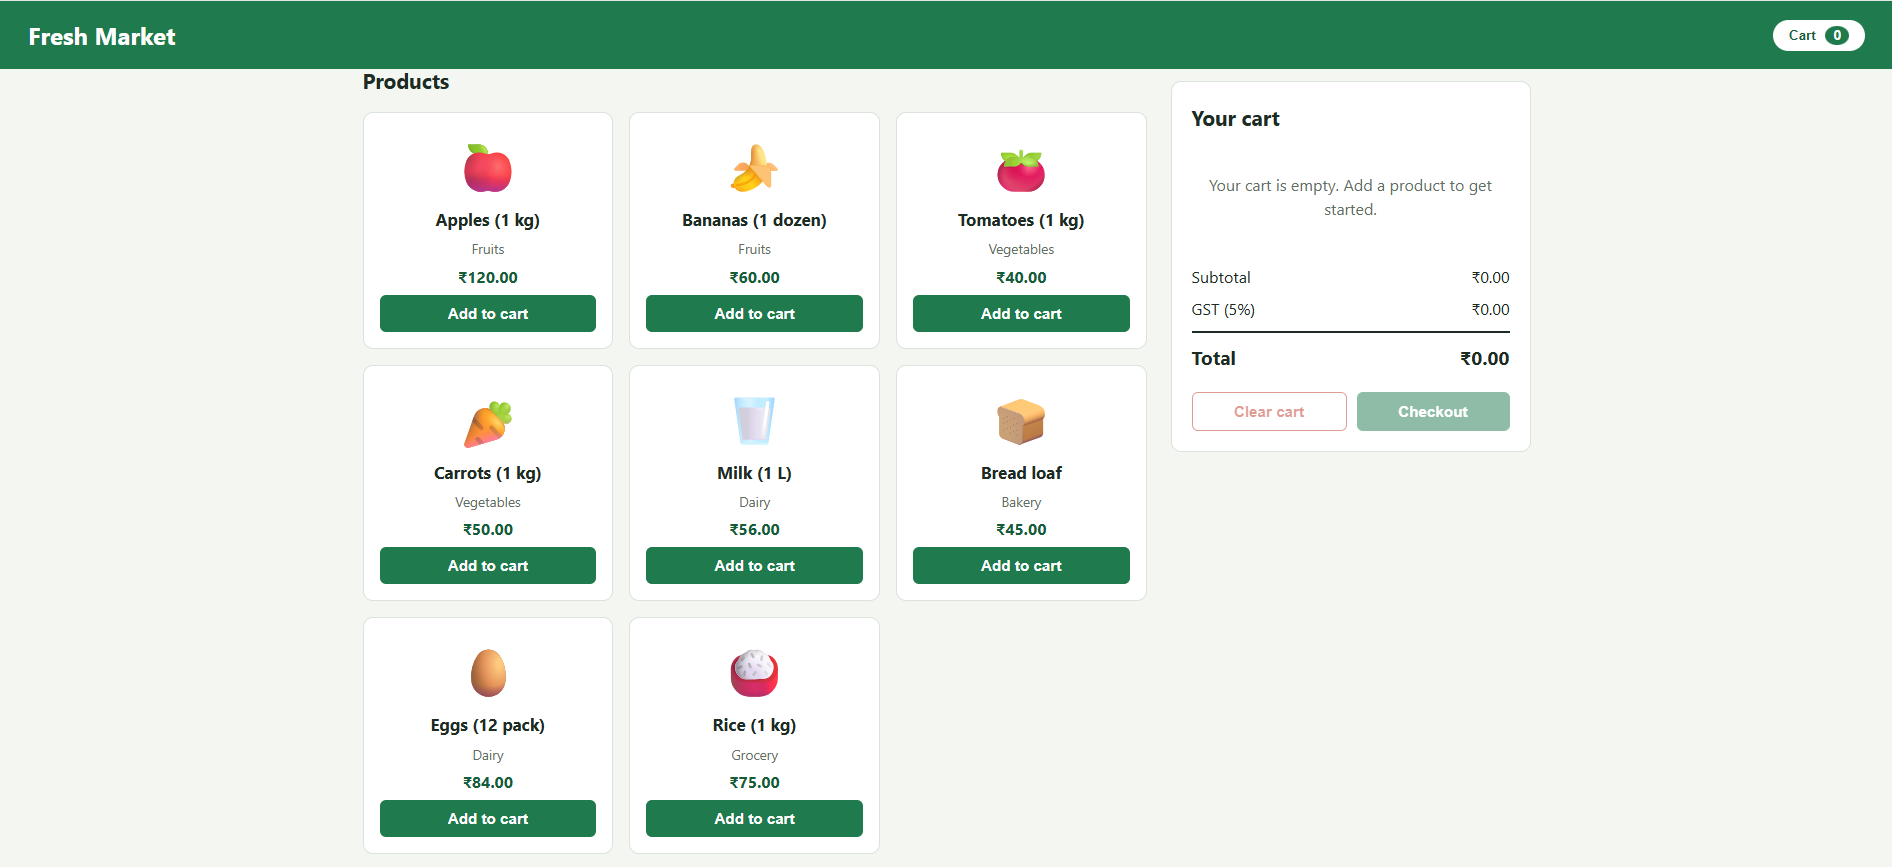 Fresh Market
Cart 0
Products
Apples (1 kg)
Fruits
₹120.00
Add to cart
Bananas (1 dozen)
Fruits
₹60.00
Add to cart
Tomatoes (1 kg)
Vegetables
₹40.00
Add to cart
Carrots (1 kg)
Vegetables
₹50.00
Add to cart
Milk (1 L)
Dairy
₹56.00
Add to cart
Bread loaf
Bakery
₹45.00
Add to cart
Eggs (12 pack)
Dairy
₹84.00
Add to cart
Rice (1 kg)
Grocery
₹75.00
Add to cart
Your cart
Your cart is empty. Add a product to get
started.
Subtotal ₹0.00
GST (5%) ₹0.00
Total ₹0.00
Clear cart
Checkout